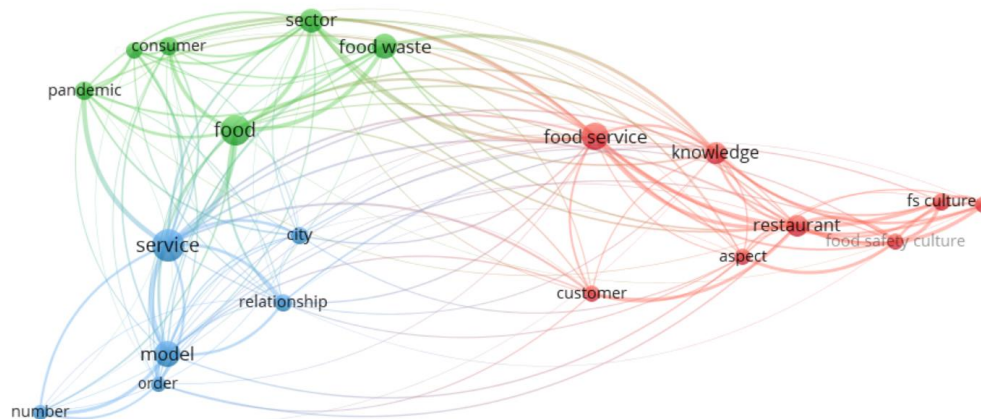 sector
consumer
food waste
pandemic
food
food service
knowledge
fs culture
restaurant
service
city
food safety culture
aspect
relationship
customer
model
order
number